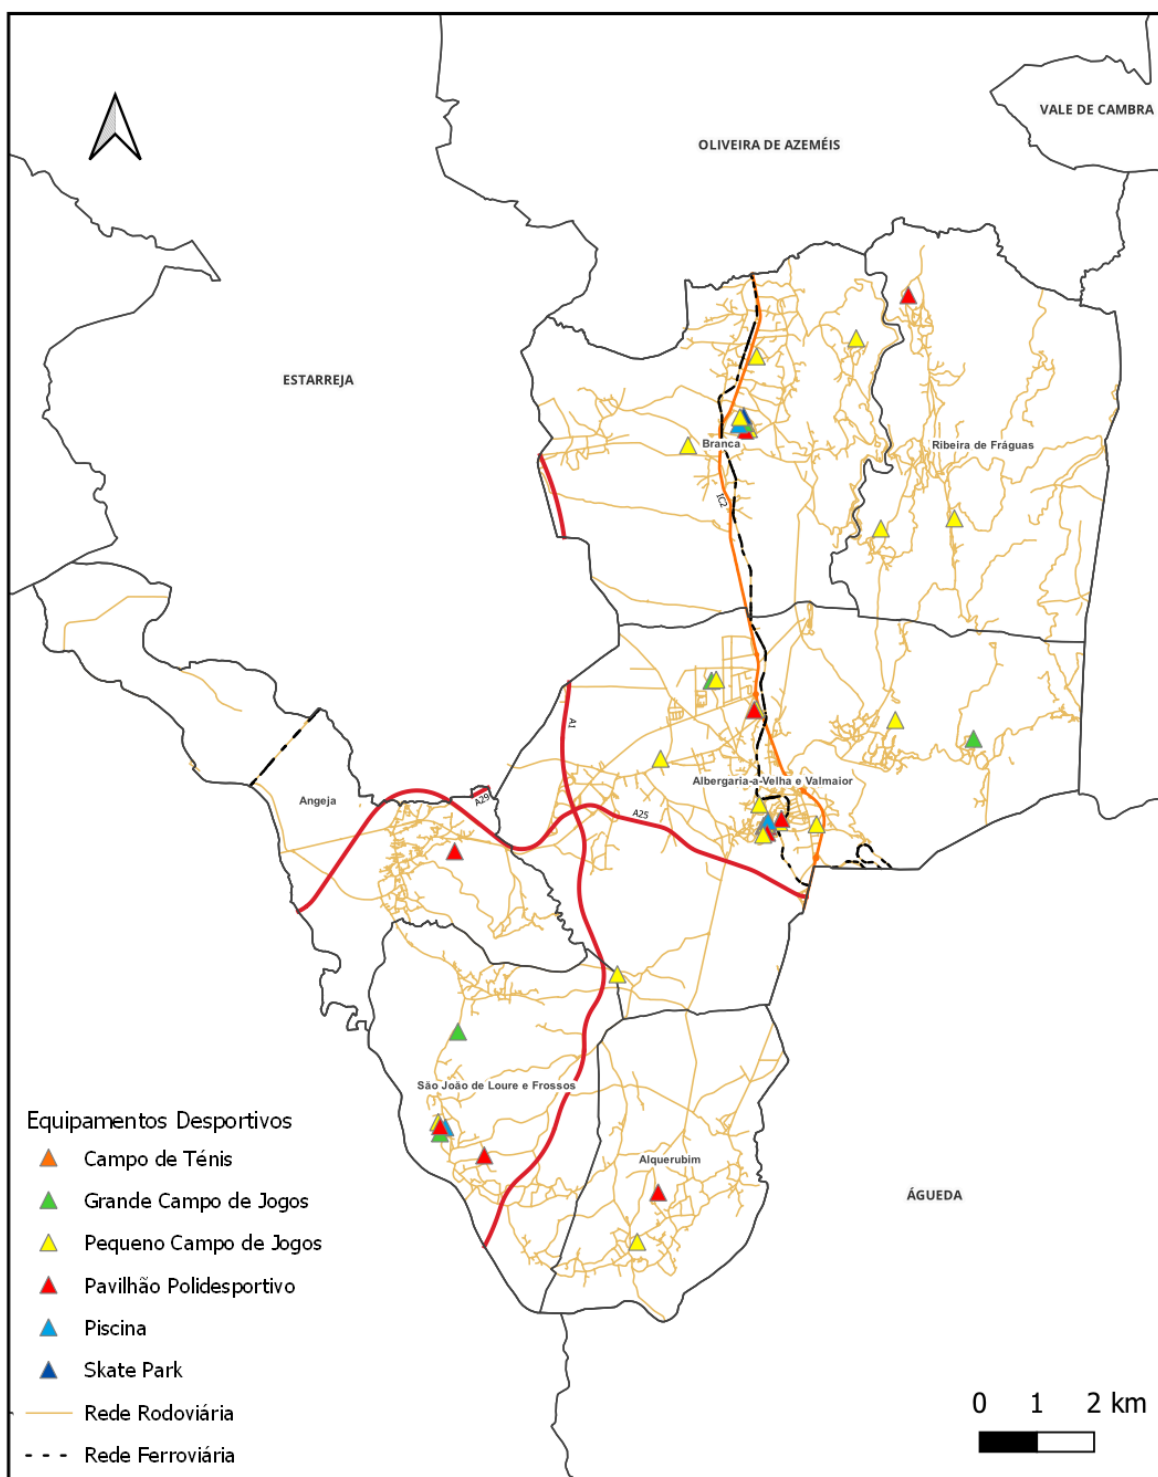 VALE DE CAMBRA
OLIVEIRA DE AZEMÉIS
ESTARREJA
Branca
Ribeira de Fráguas
IC2
A1
Albergaria-a-Velha e Valmaior
Angeja
A29
A25
São João de Loure e Frossos
Alquerubim
ÁGUEDA
Equipamentos Desportivos
Campo de Ténis
Grande Campo de Jogos
Pequeno Campo de Jogos
Pavilhão Polidesportivo
Piscina
Skate Park
Rede Rodoviária
Rede Ferroviária
0 1 2 km